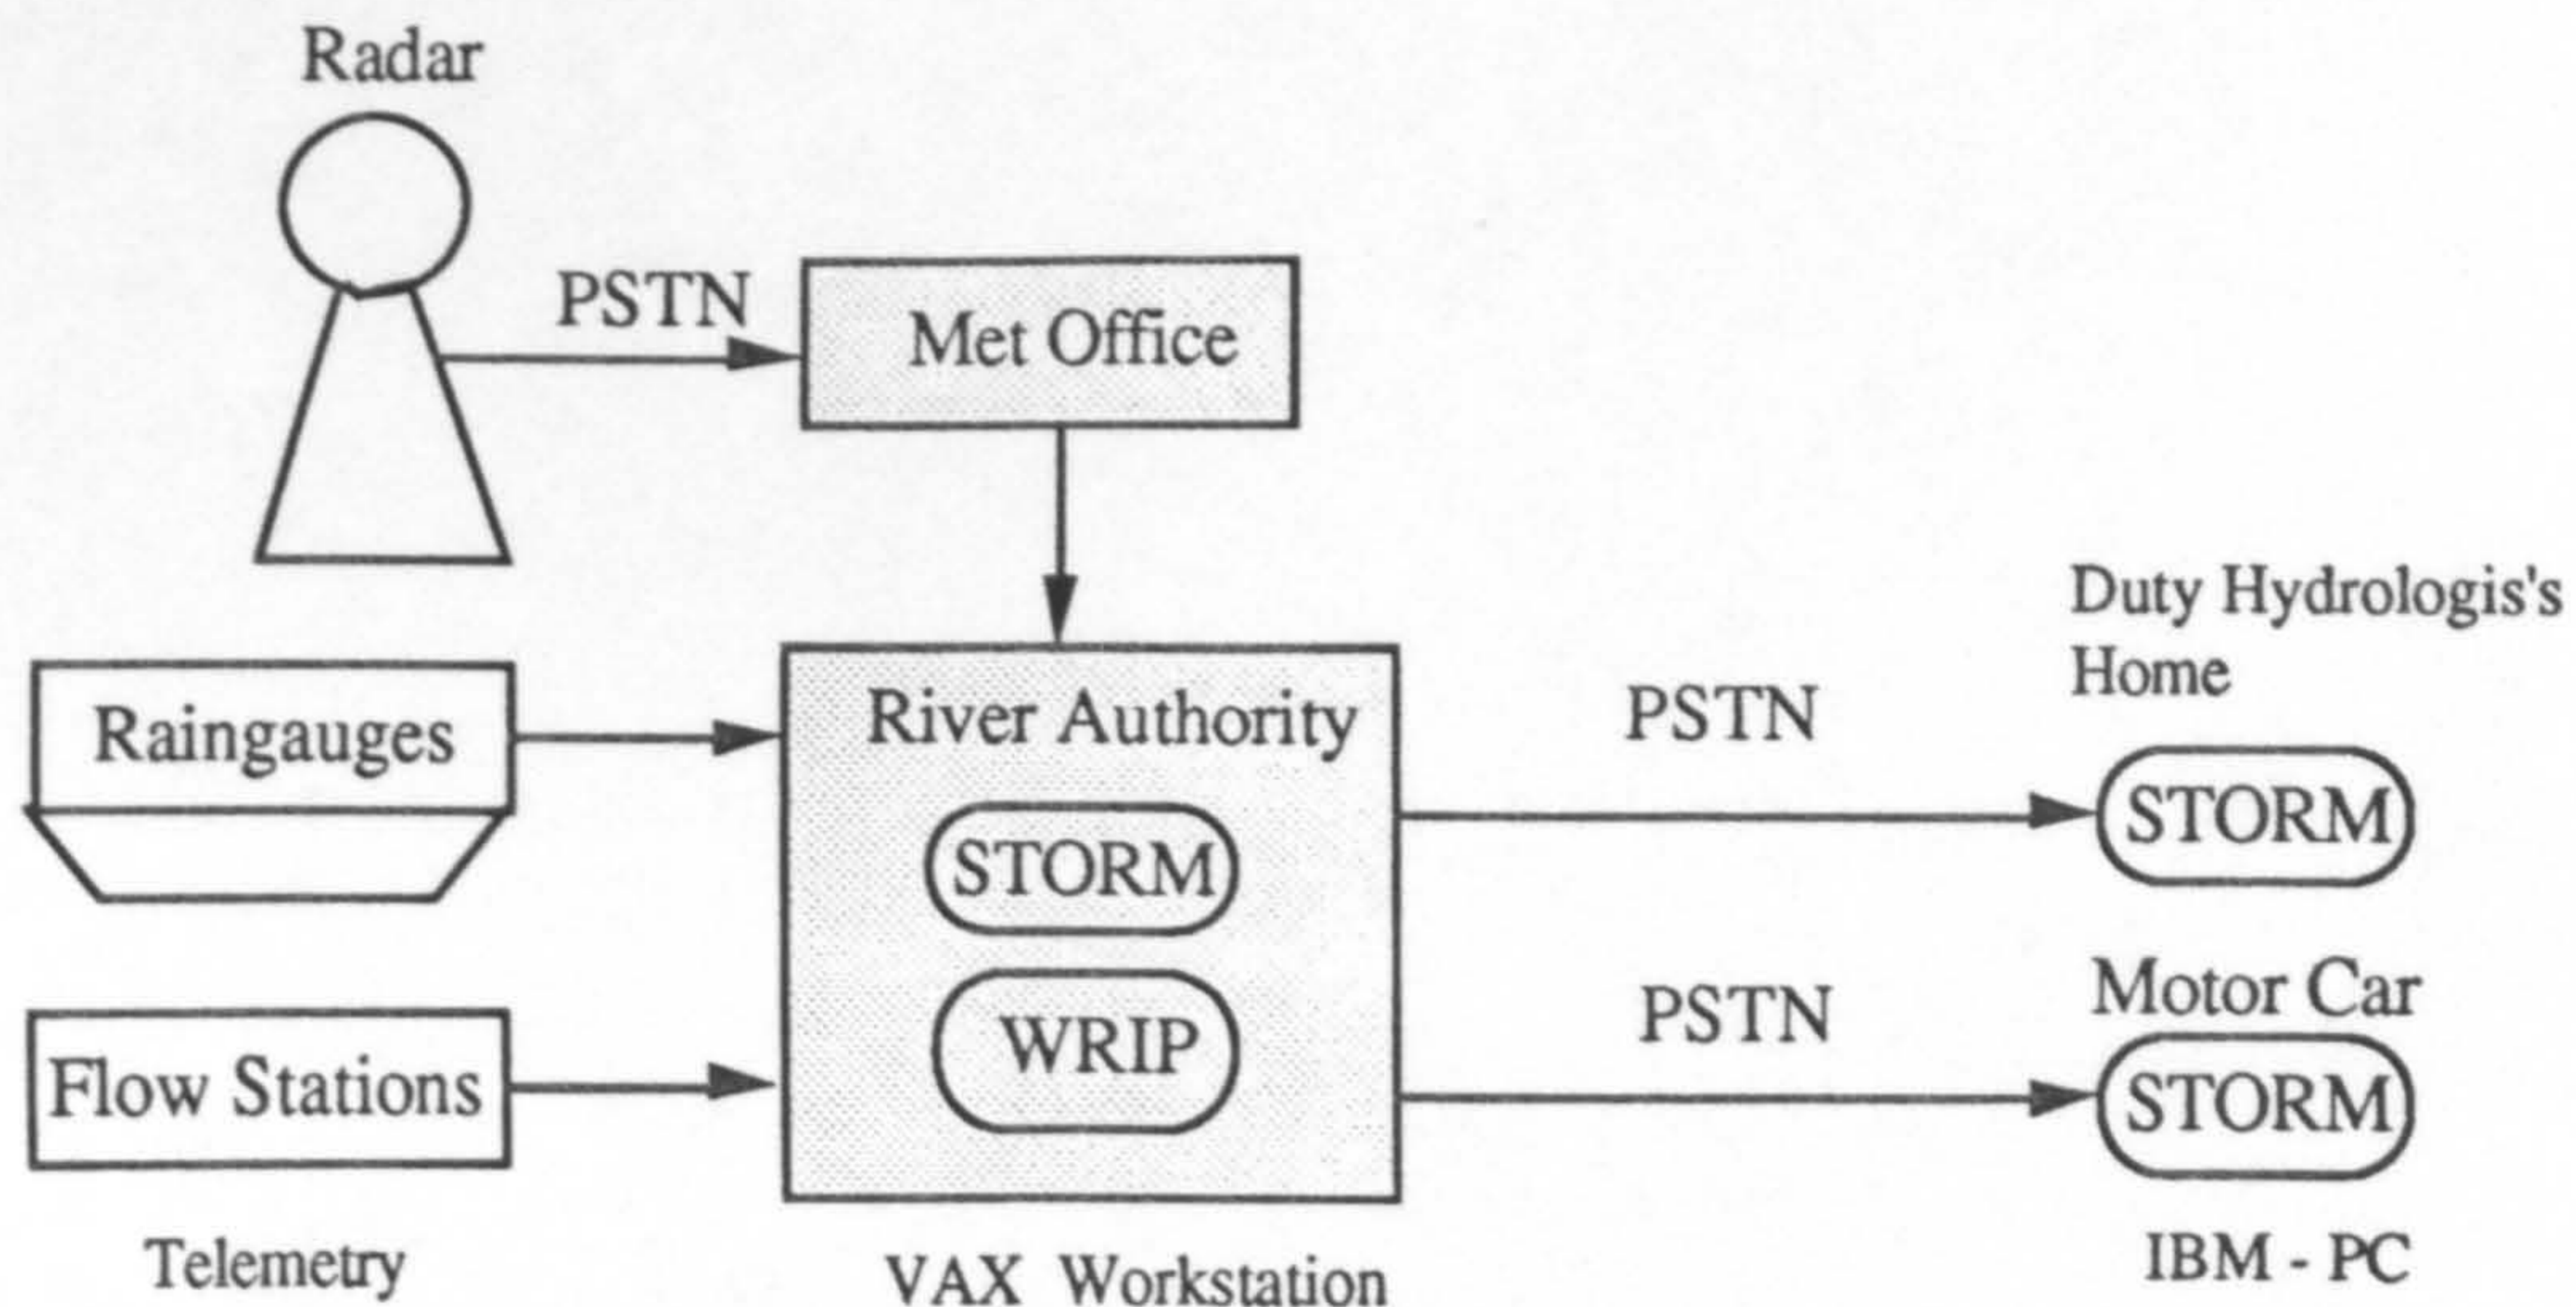 Radar
PSTN
Met Office
Duty Hydrologis's
Home
Raingauges
River Authority
PSTN
STORM
STORM
Flow Stations
WRIP
PSTN
Motor Car
STORM
Telemetry
VAX Workstation
IBM - PC